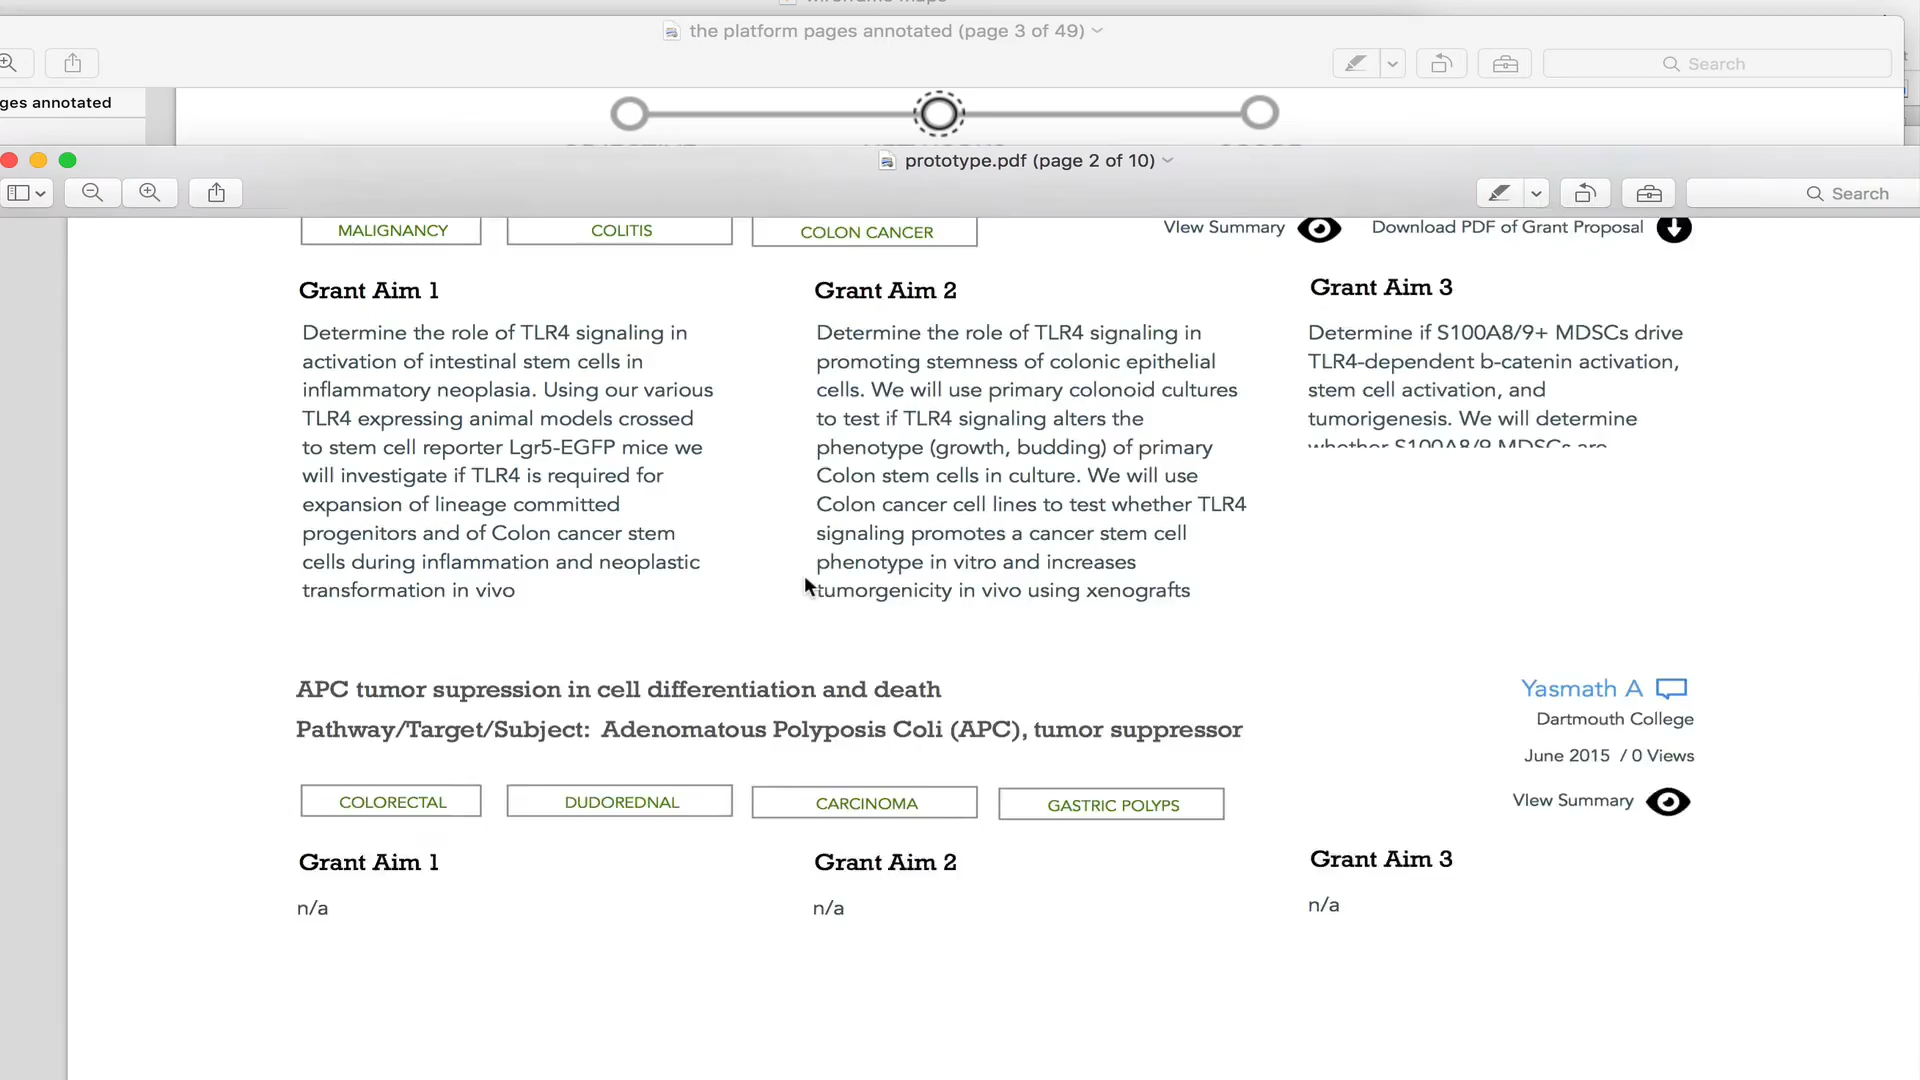 wireframe maps
the platform pages annotated (page 3 of 49)
Search
ges annotated
prototype.pdf (page 2 of 10)
Search
MALIGNANCY
COLITIS
COLON CANCER
VIew Summary
Download PDF of Grant Proposal
Grant Aim 1
Determine the role of TLR4 signaling in
activation of intestinal stem cells in
inflammatory neoplasia. Using our various
TLR4 expressing animal models crossed
to stem cell reporter Lgr5-EGFP mice we
will investigate if TLR4 is required for
expansion of lineage committed
progenitors and of Colon cancer stem
cells during inflammation and neoplastic
transformation in vivo
Grant Aim 2
Determine the role of TLR4 signaling in
promoting stemness of colonic epithelial
cells. We will use primary colonoid cultures
to test if TLR4 signaling alters the
phenotype (growth, budding) of primary
Colon stem cells in culture. We will use
Colon cancer cell lines to test whether TLR4
signaling promotes a cancer stem cell
phenotype in vitro and increases
tumorgenicity in vivo using xenografts
Grant Aim 3
Determine if S100A8/9+ MDSCs drive
TLR4-dependent b-catenin activation,
stem cell activation, and
tumorigenesis. We will determine
whether S100A8/9 MDSCs are
APC tumor supression in cell differentiation and death
Pathway/Target/Subject: Adenomatous Polyposis Coli (APC), tumor suppressor
Yasmath A
Dartmouth College
June 2015 / 0 Views
VIew Summary
COLORECTAL
DUDOREDNAL
CARCINOMA
GASTRIC POLYPS
Grant Aim 1
n/a
Grant Aim 2
n/a
Grant Aim 3
n/a